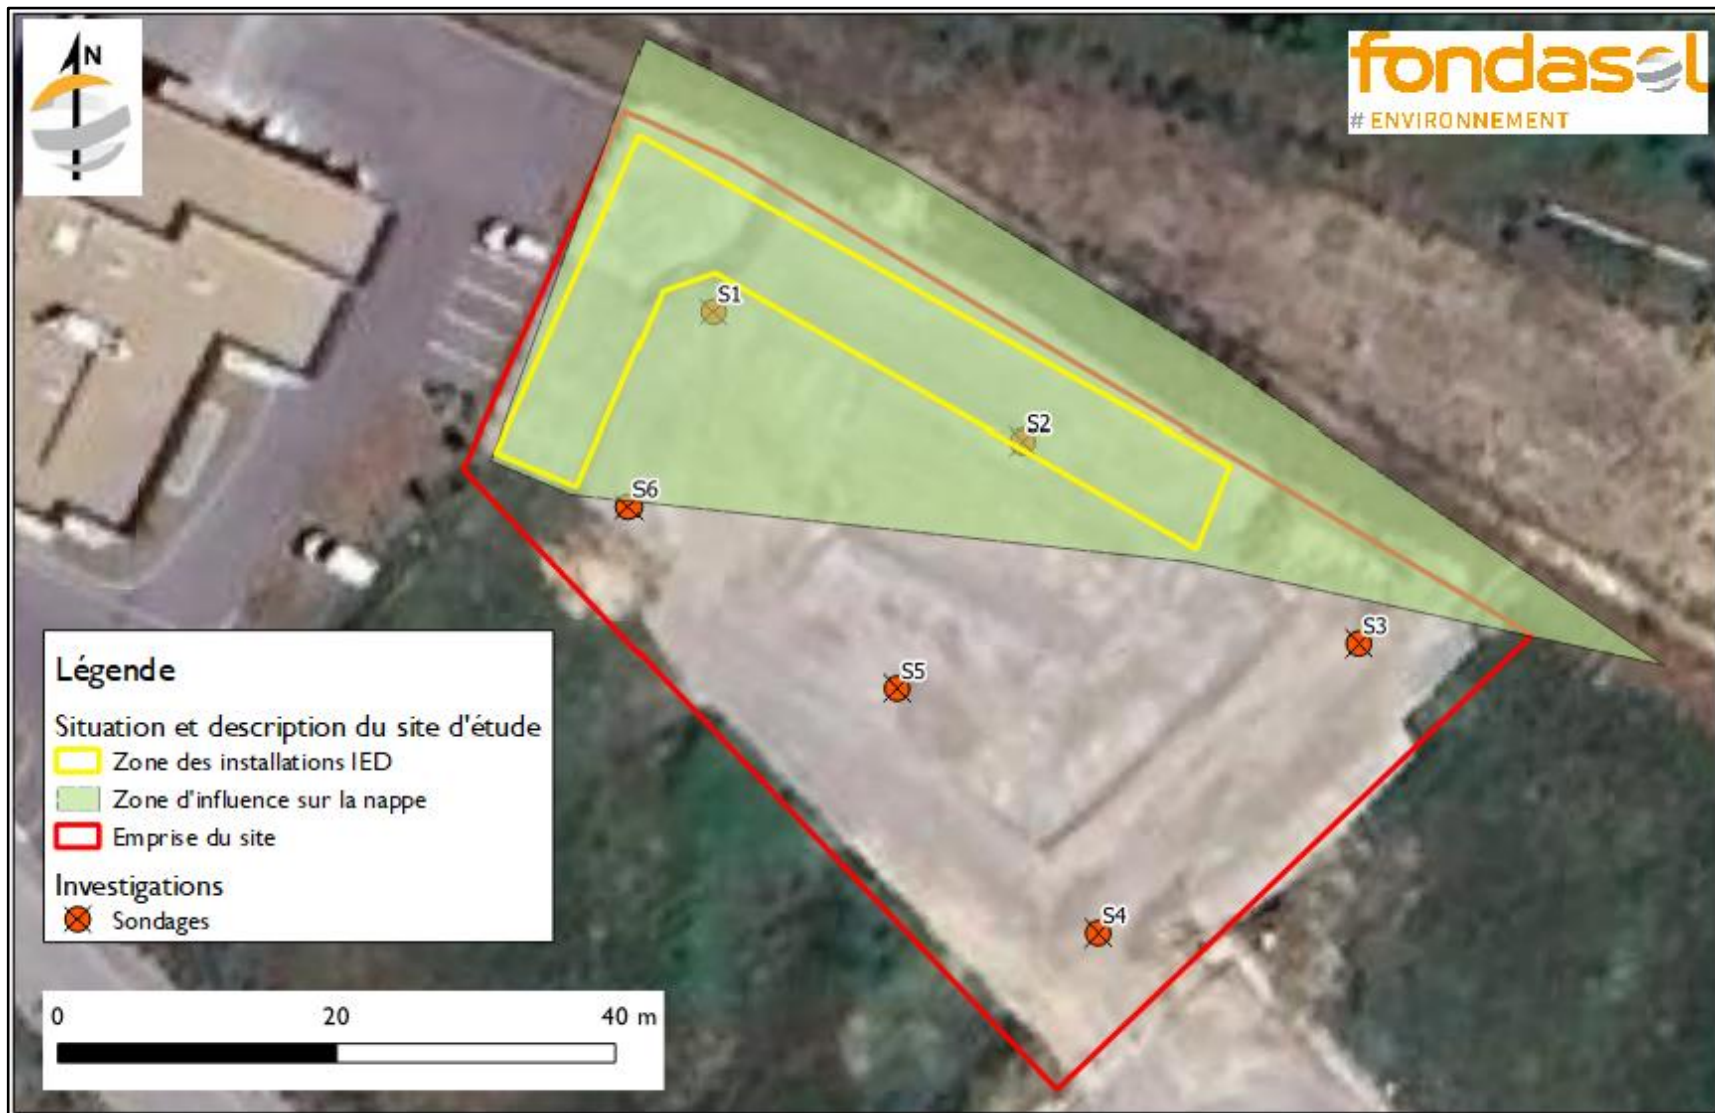 N
fondasol
# ENVIRONNEMENT
S1
S2
S6
S3
S5
S4
Légende
Situation et description du site d'étude
Zone des installations IED
Zone d'influence sur la nappe
Emprise du site
Investigations
Sondages
0 20 40 m